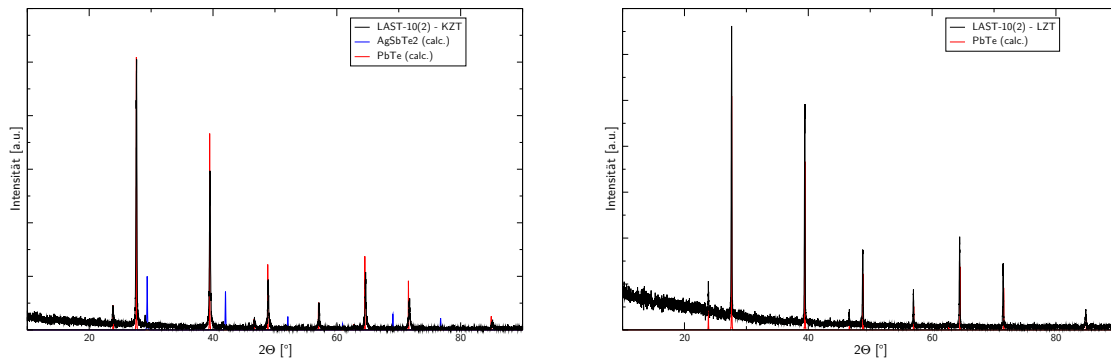 LAST-10(2) - KZT
AgSbTe2 (calc.)
PbTe (calc.)
Intensität [a.u.]
20 40 60 80
2Θ [°]
LAST-10(2) - LZT
PbTe (calc.)
Intensität [a.u.]
20 40 60 80
2Θ [°]